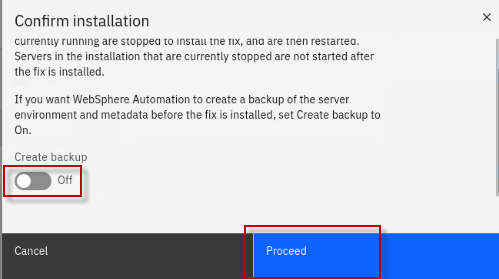 Confirm installation
currently running are stopped to install the fix, and are then restarted.
Servers in the installation that are currently stopped are not started after
the fix is installed.
If you want WebSphere Automation to create a backup of the server
environment and metadata before the fix is installed, set Create backup to
On.
Create backup
Off
Cancel
Proceed